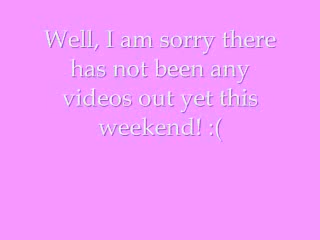 Well, I am sorry there
has not been any
videos out yet this
weekend! :(